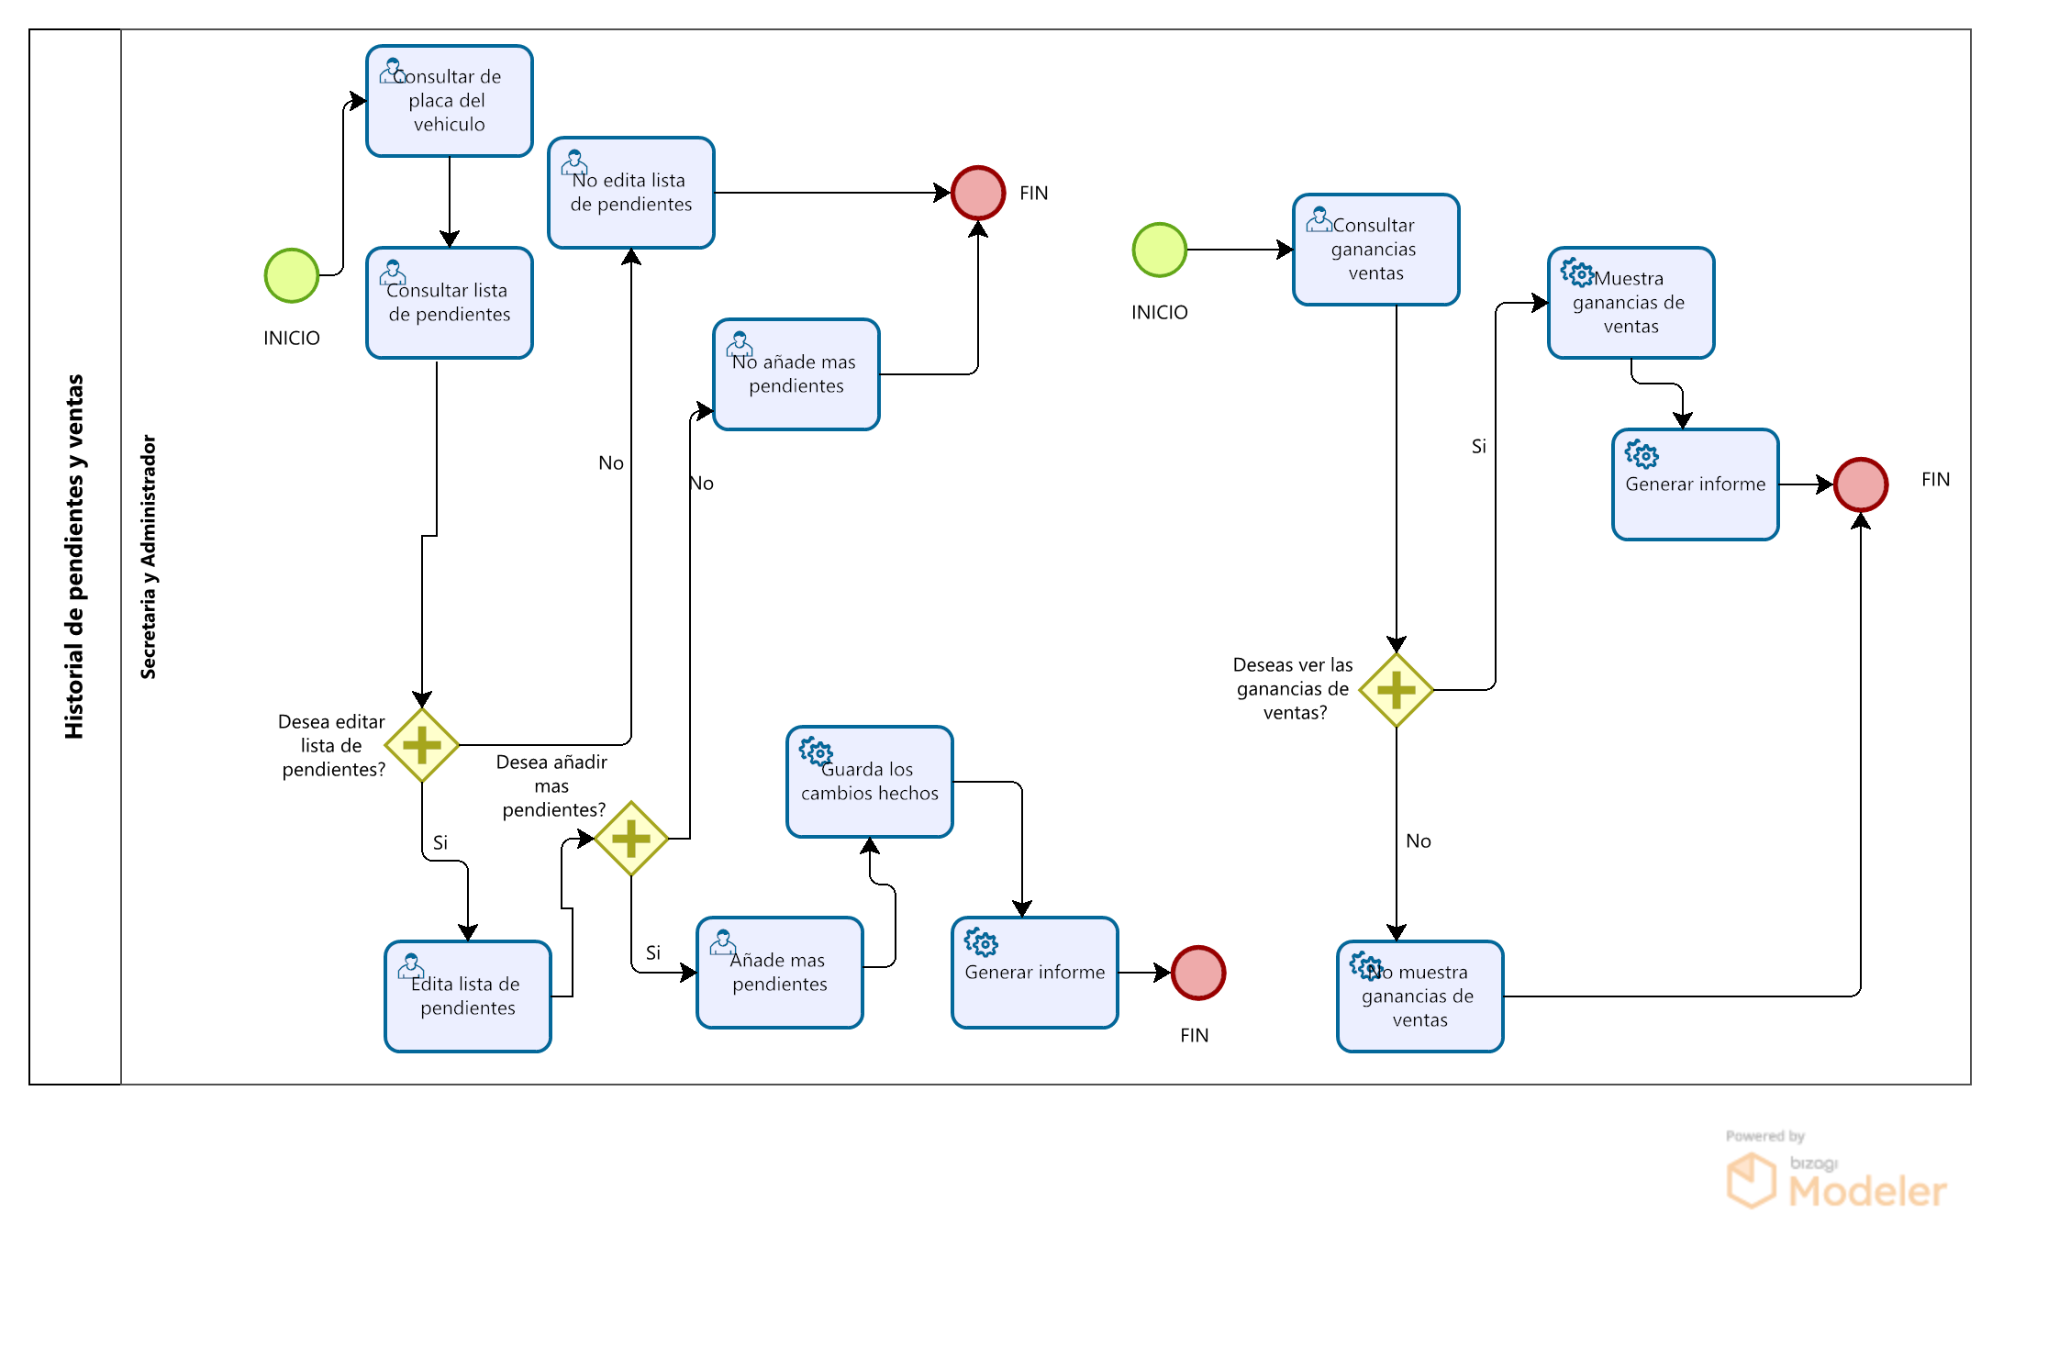 Historial de pendientes y ventas
Secretaria y Administrador
INICIO
Consultar de
placa del
vehiculo
Consultar lista
de pendientes
No edita lista
de pendientes
FIN
No añade mas
pendientes
No
No
Desea editar
lista de
pendientes?
Si
Desea añadir
mas
pendientes?
Edita lista de
pendientes
Si
Añade mas
pendientes
Guarda los
cambios hechos
Generar informe
FIN
INICIO
Consultar
ganancias
ventas
Muestra
ganancias de
ventas
Si
Generar informe
FIN
Deseas ver las
ganancias de
ventas?
No
No muestra
ganancias de
ventas
Powered by
bizagi
Modeler